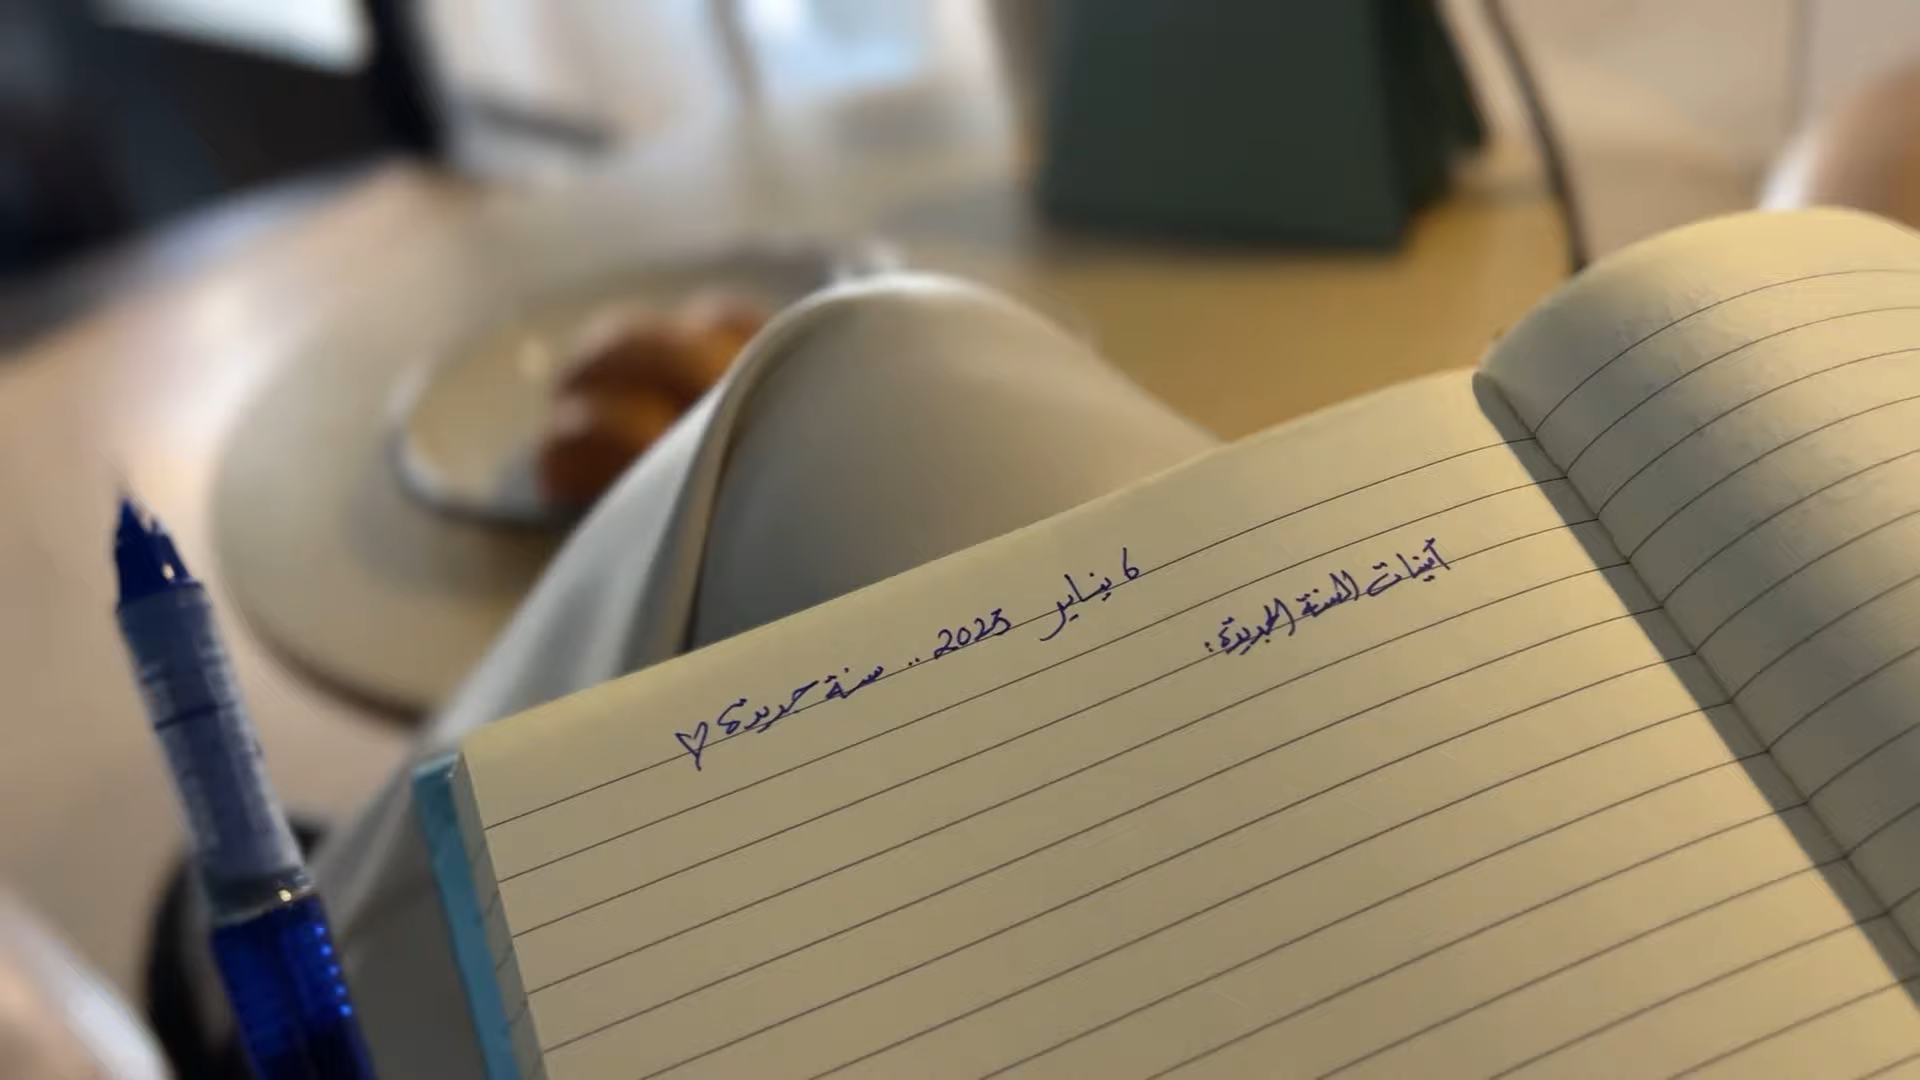 6 يناير 2023 .. سنة جديدة ♡
أمنيات السنة الجديدة: